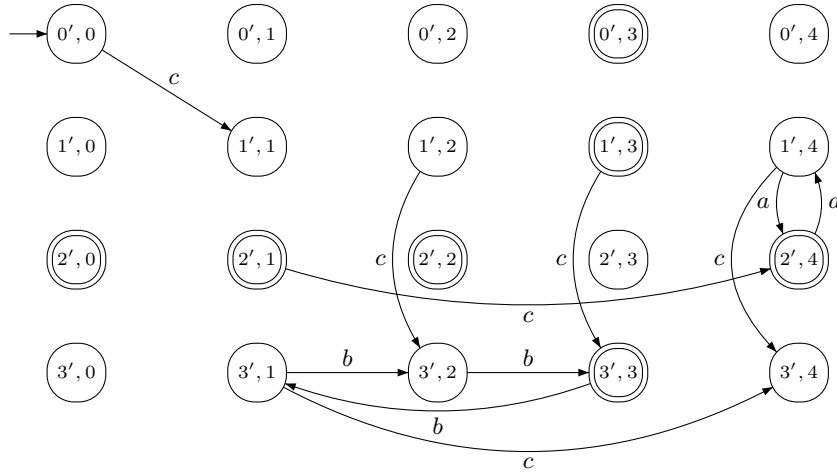 0′, 0 0′, 1 0′, 2 0′, 3 0′, 4
c
1′, 0 1′, 1 1′, 2 1′, 3 1′, 4
a
2′, 0 2′, 1 c 2′, 2 c 2′, 3 c 2′, 4
c
b b
3′, 0 3′, 1 3′, 2 3′, 3 3′, 4
b
c